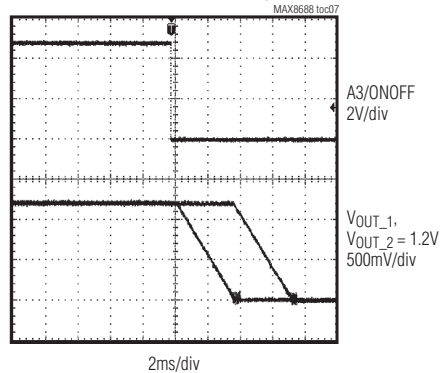 MAX8688 toc07
T
A3/ONOFF
2V/div
VOUT_1,
VOUT_2 = 1.2V
500mV/div
2ms/div